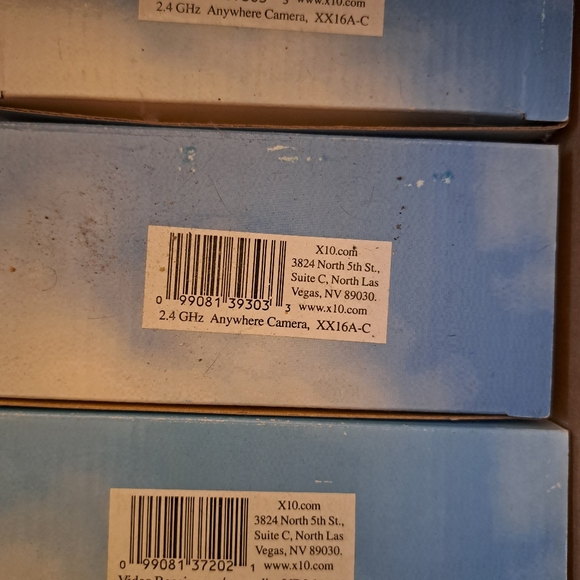 3 www.x10.com
2.4 GHz Anywhere Camera, XX16A-C
X10.com
3824 North 5th St.,
Suite C, North Las
Vegas, NV 89030.
0 99081 39303 3 www.x10.com
2.4 GHz Anywhere Camera, XX16A-C
X10.com
3824 North 5th St.,
Suite C, North Las
Vegas, NV 89030.
0 99081 37202 1 www.x10.com
Video